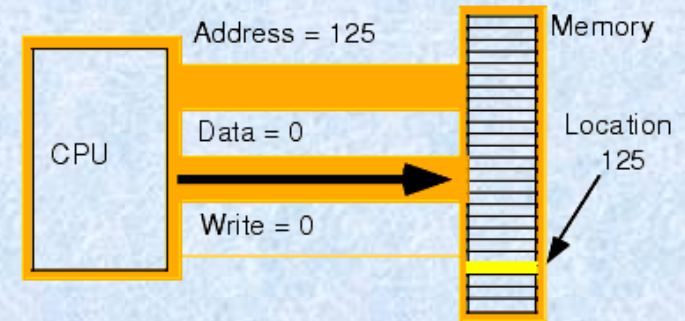 Address = 125
Memory
Data = 0
Location
125
CPU
Write = 0